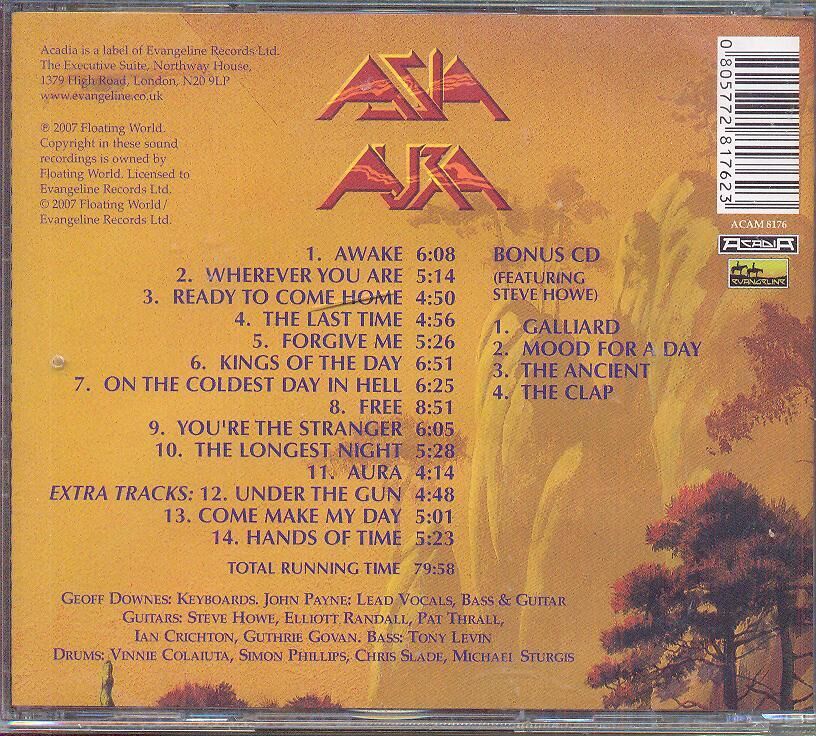 Acadia is a label of Evangeline Records Ltd.
The Executive Suite, Northway House,
1379 High Road, London, N20 9LP
www.evangeline.co.uk
℗ 2007 Floating World.
Copyright in these sound
recordings is owned by
Floating World. Licensed to
Evangeline Records Ltd.
© 2007 Floating World/
Evangeline Records Ltd.
ASIA
AURA
0 805772 817623
ACAM 8176
ACADIA
EVANGELINE
1. AWAKE 6:08
2. WHEREVER YOU ARE 5:14
3. READY TO COME HOME 4:50
4. THE LAST TIME 4:56
5. FORGIVE ME 5:26
6. KINGS OF THE DAY 6:51
7. ON THE COLDEST DAY IN HELL 6:25
8. FREE 8:51
9. YOU'RE THE STRANGER 6:05
10. THE LONGEST NIGHT 5:28
11. AURA 4:14
EXTRA TRACKS: 12. UNDER THE GUN 4:48
13. COME MAKE MY DAY 5:01
14. HANDS OF TIME 5:23
TOTAL RUNNING TIME 79:58
BONUS CD
(FEATURING
STEVE HOWE)
1. GALLIARD
2. MOOD FOR A DAY
3. THE ANCIENT
4. THE CLAP
GEOFF DOWNES: KEYBOARDS. JOHN PAYNE: LEAD VOCALS, BASS & GUITAR
GUITARS: STEVE HOWE, ELLIOTT RANDALL, PAT THRALL,
IAN CRICHTON, GUTHRIE GOVAN. BASS: TONY LEVIN
DRUMS: VINNIE COLAIUTA, SIMON PHILLIPS, CHRIS SLADE, MICHAEL STURGIS